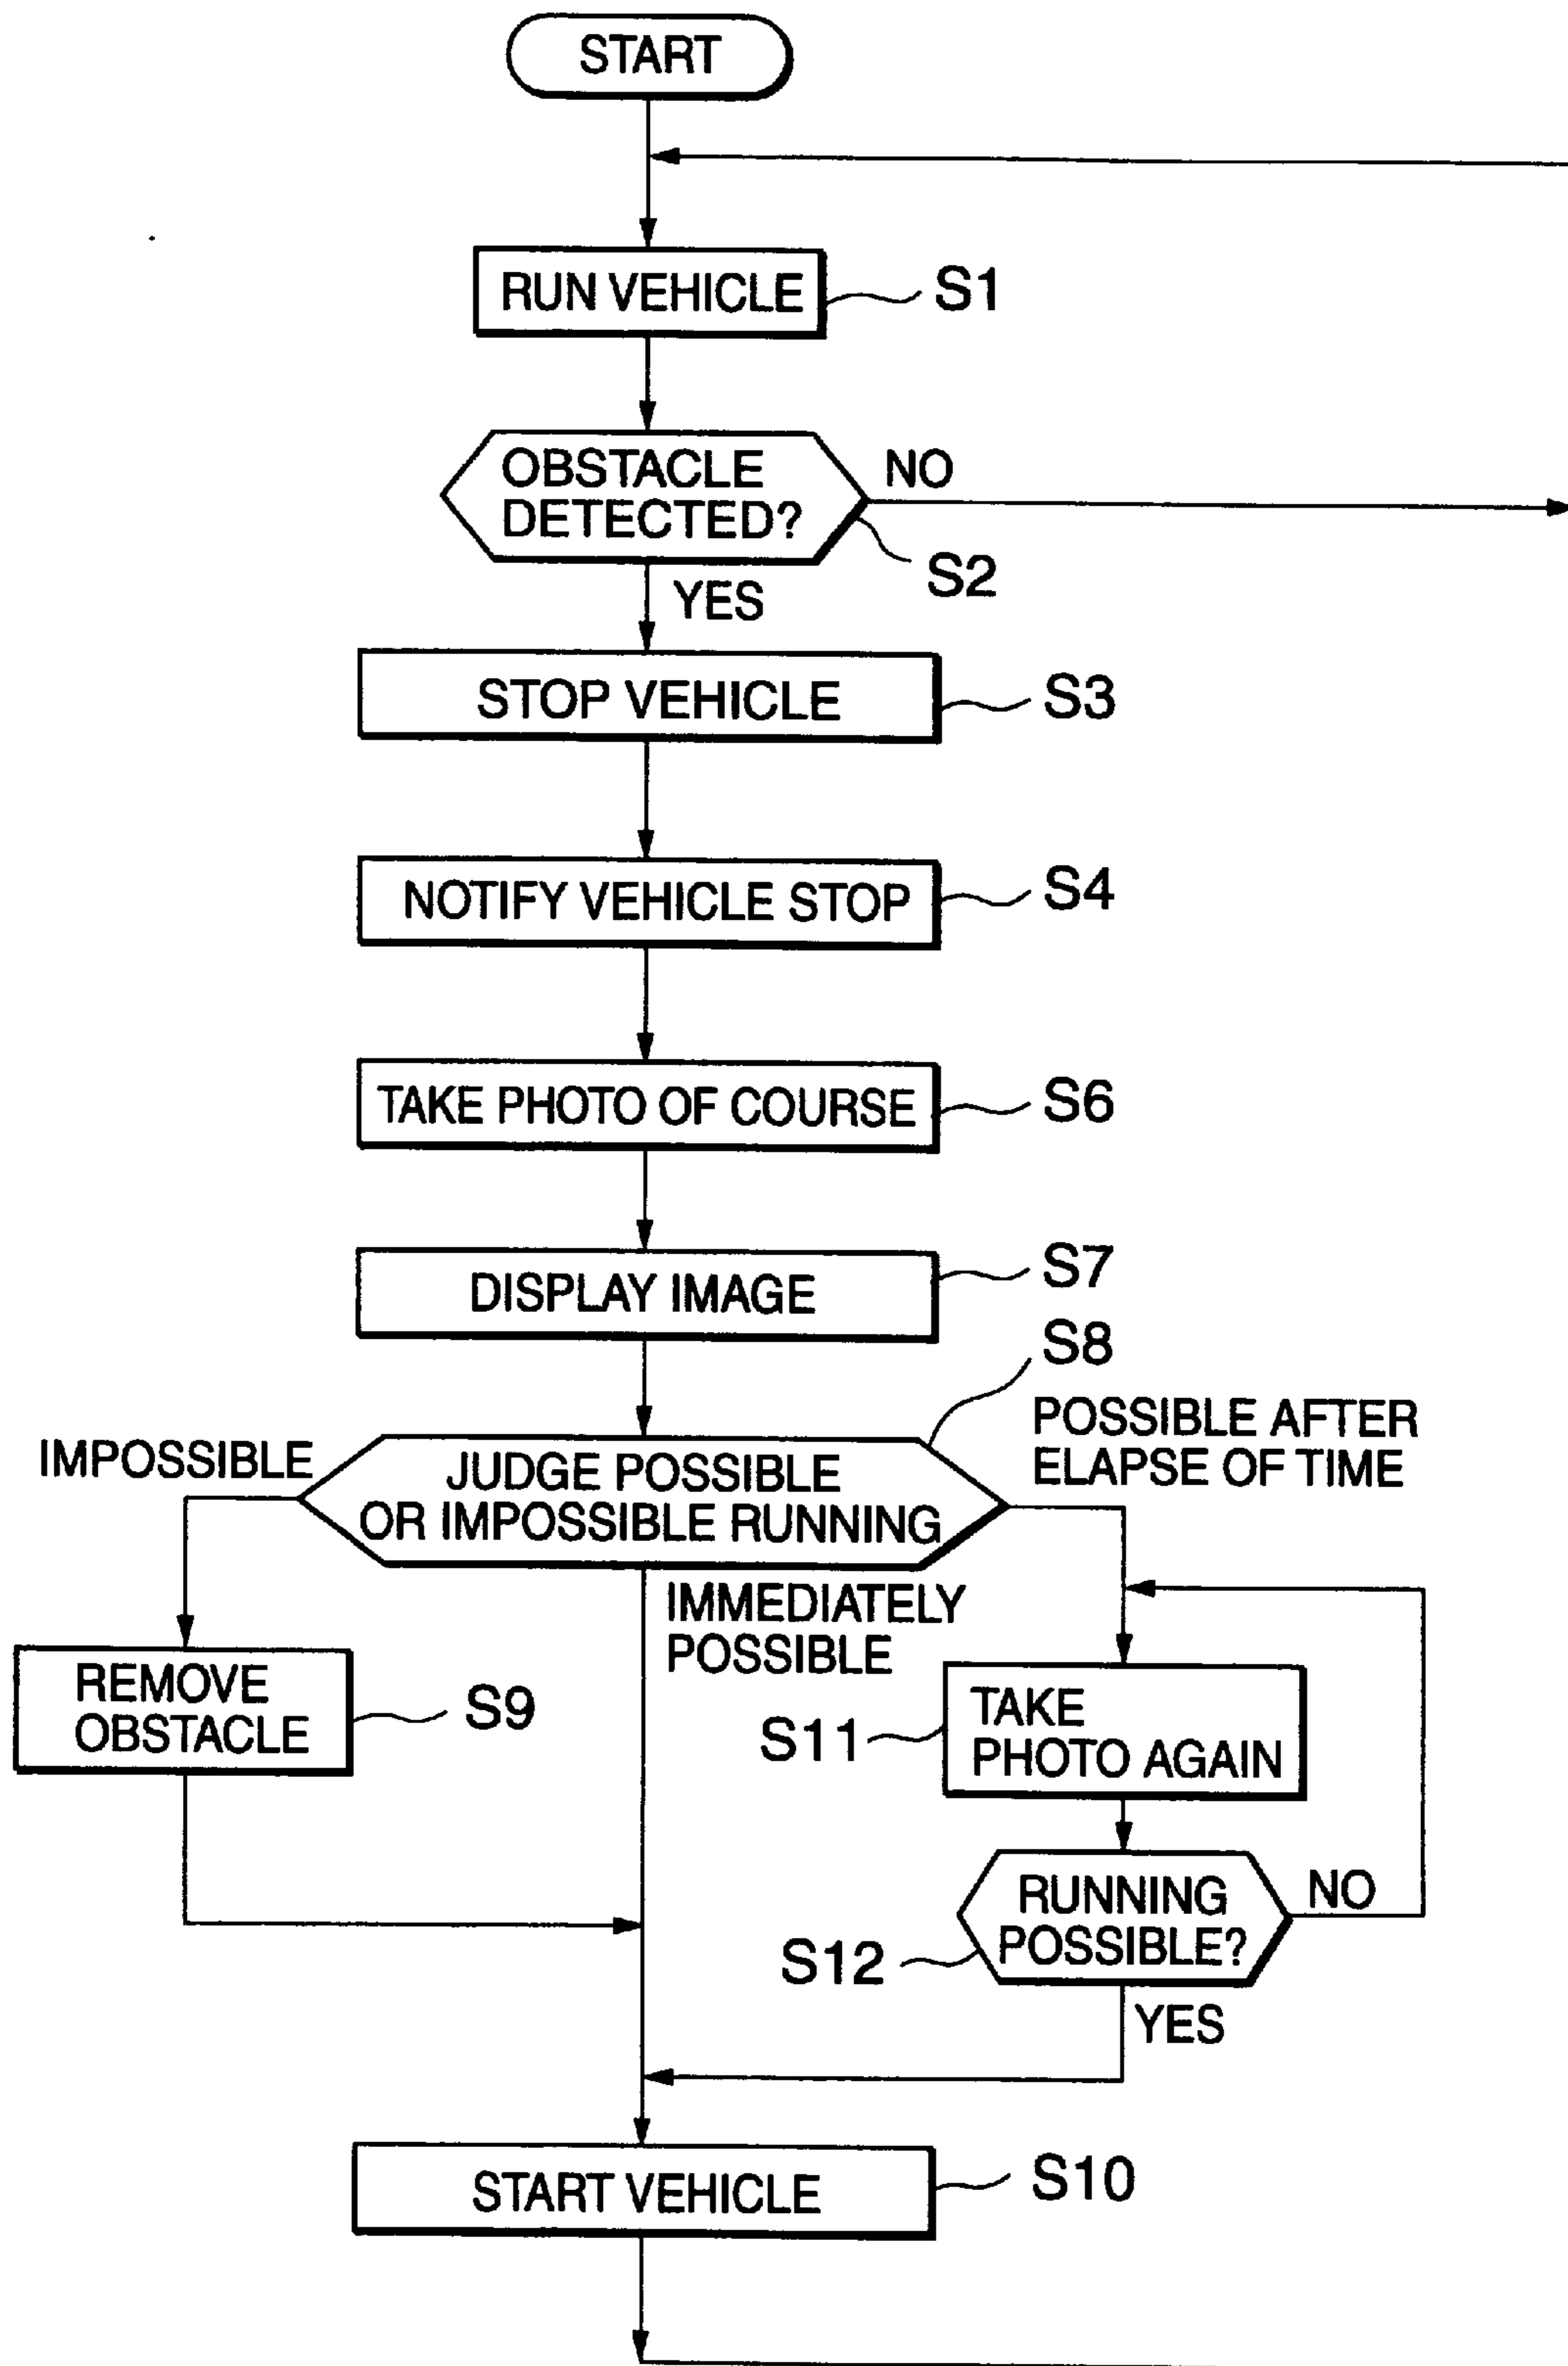 START
RUN VEHICLE
S1
OBSTACLE
DETECTED?
NO
S2
YES
STOP VEHICLE
S3
NOTIFY VEHICLE STOP
S4
TAKE PHOTO OF COURSE
S6
DISPLAY IMAGE
S7
S8
IMPOSSIBLE
JUDGE POSSIBLE
OR IMPOSSIBLE RUNNING
POSSIBLE AFTER
ELAPSE OF TIME
IMMEDIATELY
POSSIBLE
REMOVE
OBSTACLE
S9
S11
TAKE
PHOTO AGAIN
RUNNING
POSSIBLE?
NO
S12
YES
START VEHICLE
S10